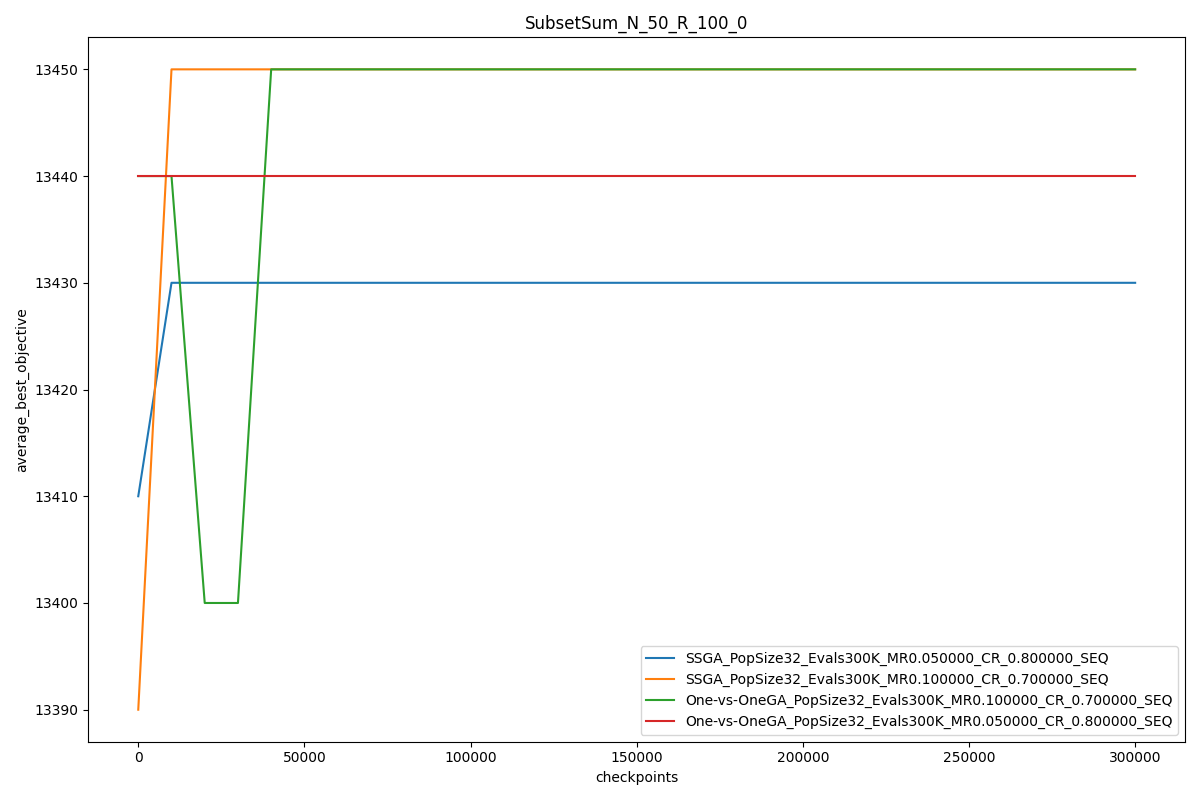 SubsetSum_N_50_R_100_0
13450
13440
13430
13420
13410
13400
13390
average_best_objective
0
50000
100000
150000
200000
250000
300000
checkpoints
SSGA_PopSize32_Evals300K_MR0.050000_CR_0.800000_SEQ
SSGA_PopSize32_Evals300K_MR0.100000_CR_0.700000_SEQ
One-vs-OneGA_PopSize32_Evals300K_MR0.100000_CR_0.700000_SEQ
One-vs-OneGA_PopSize32_Evals300K_MR0.050000_CR_0.800000_SEQ